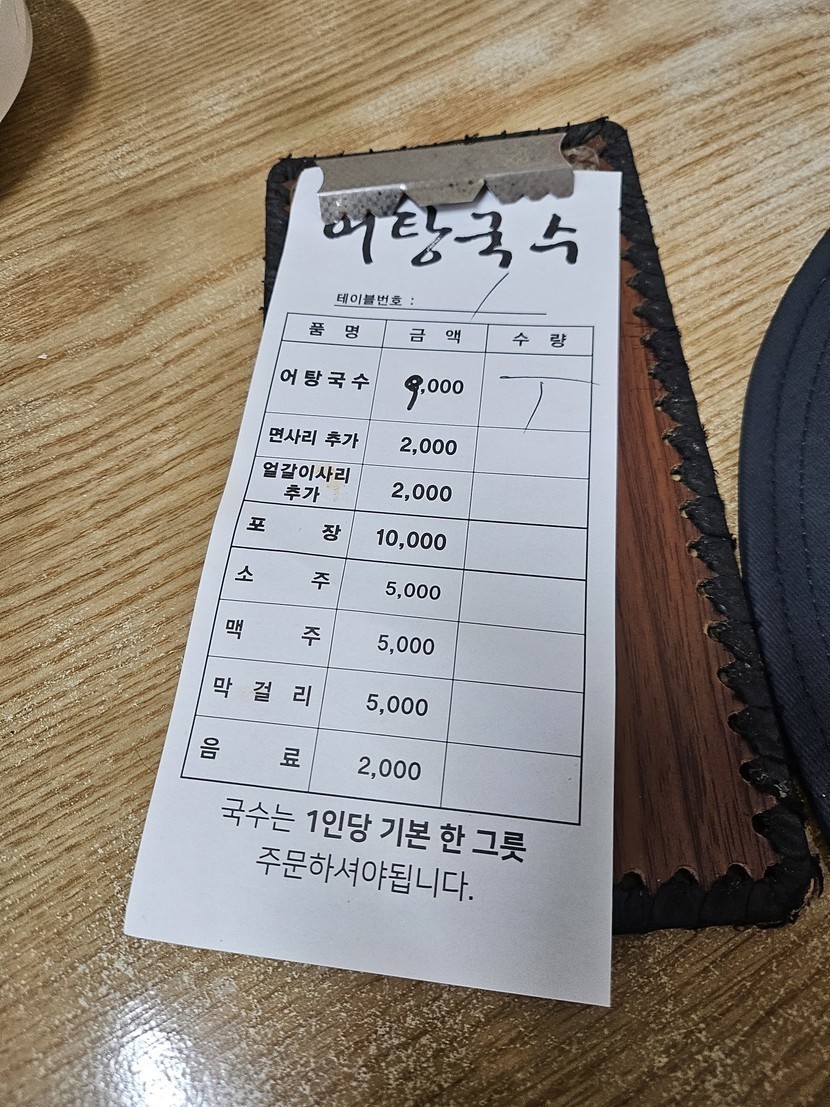 어탕국수
테이블번호 : /
품 명 금 액 수 량
어탕국수 9,000 ㅜ
면사리 추가 2,000
얼갈이사리
추가 2,000
포 장 10,000
소 주 5,000
맥 주 5,000
막 걸 리 5,000
음 료 2,000
국수는 1인당 기본 한 그릇
주문하셔야됩니다.